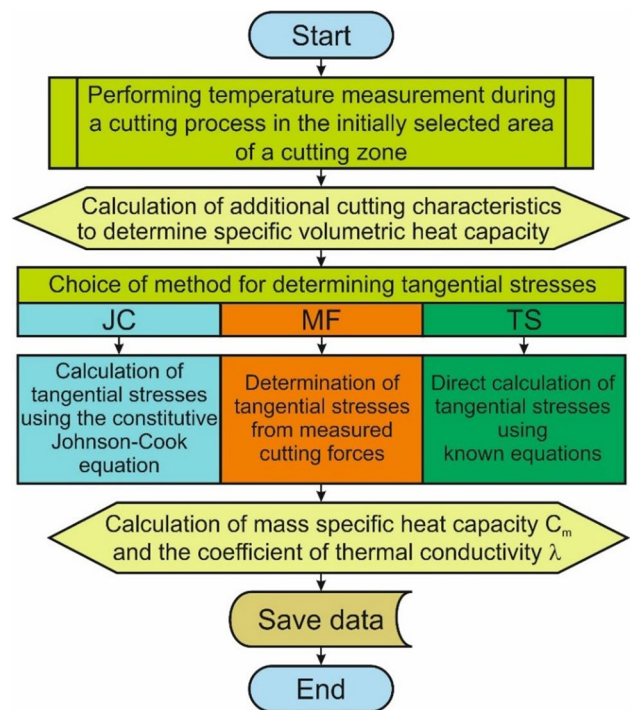 Start
Performing temperature measurement during
a cutting process in the initially selected area
of a cutting zone
Calculation of additional cutting characteristics
to determine specific volumetric heat capacity
Choice of method for determining tangential stresses
JC
MF
TS
Calculation of
tangential stresses
using the constitutive
Johnson-Cook
equation
Determination of
tangential stresses
from measured
cutting forces
Direct calculation of
tangential stresses
using
known equations
Calculation of mass specific heat capacity Cₘ
and the coefficient of thermal conductivity λ
Save data
End